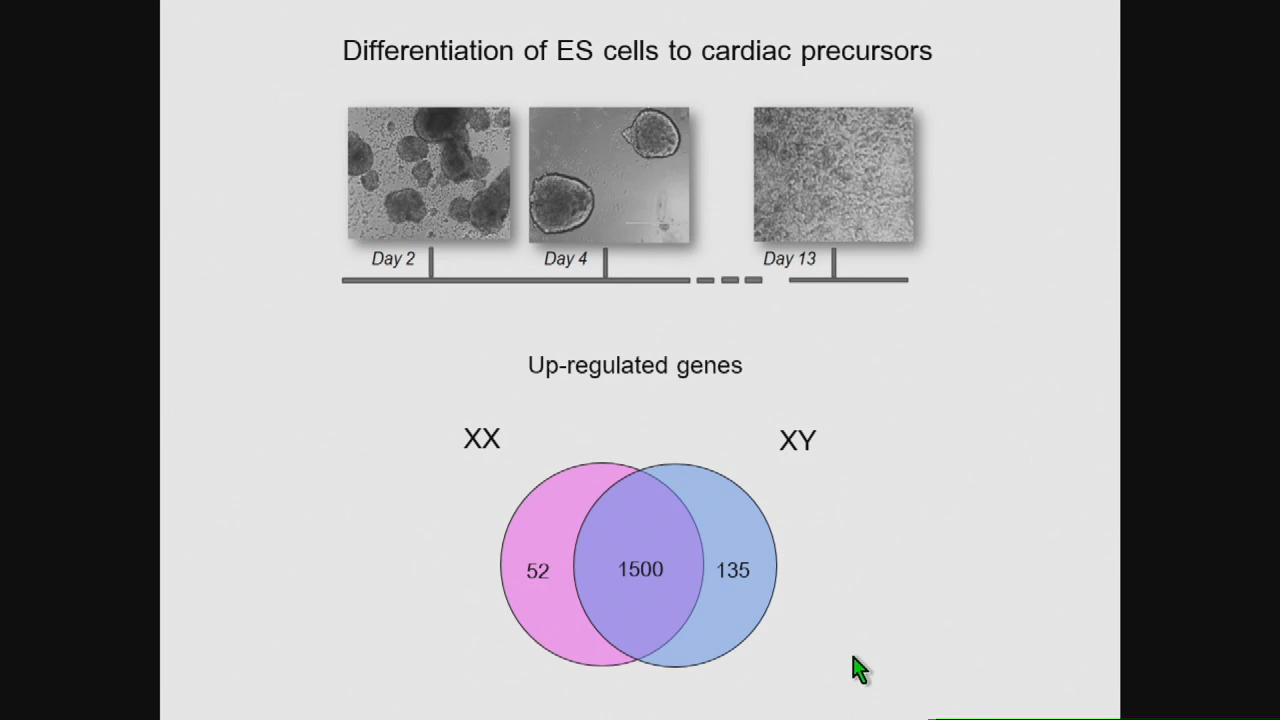 Differentiation of ES cells to cardiac precursors
Day 2
Day 4
Day 13
Up-regulated genes
XX
XY
52
1500
135